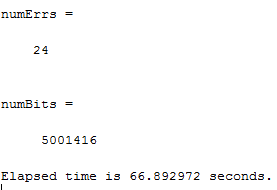 numErrs =
24
numBits =
5001416
Elapsed time is 66.892972 seconds.